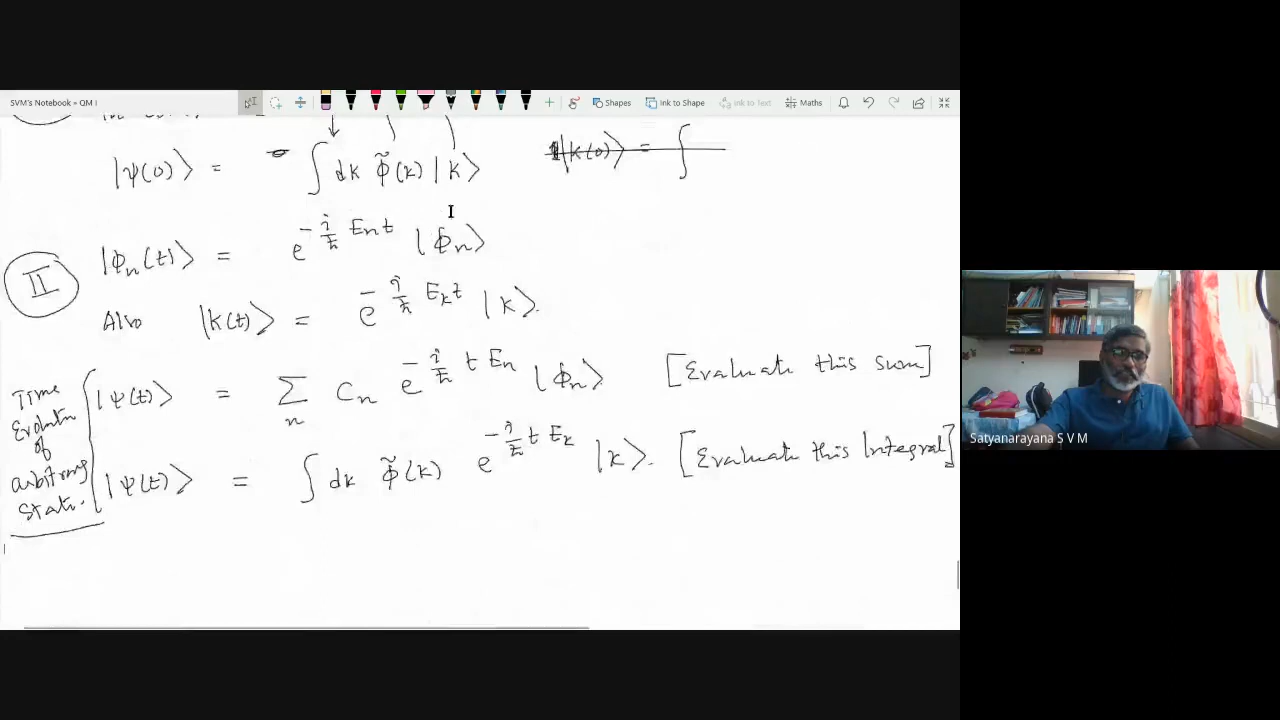 SVM's Notebook » QM I
Shapes Ink to Shape Ink to Text Maths
|ψ(0)⟩ = ∫ dk φ̃(k) |k⟩ |k(0)⟩ = ∫
II
|ϕn(t)⟩ = e^{-i/ħ Ent} |ϕn⟩
Also |k(t)⟩ = e^{-i/ħ Ekt} |k⟩.
Time Evolution of arbitrary State.
|ψ(t)⟩ = Σn Cn e^{-i/ħ t En} |ϕn⟩ [Evaluate this sum]
|ψ(t)⟩ = ∫ dk φ̃(k) e^{-i/ħ t Ek} |k⟩. [Evaluate this Integral]
Satyanarayana S V M